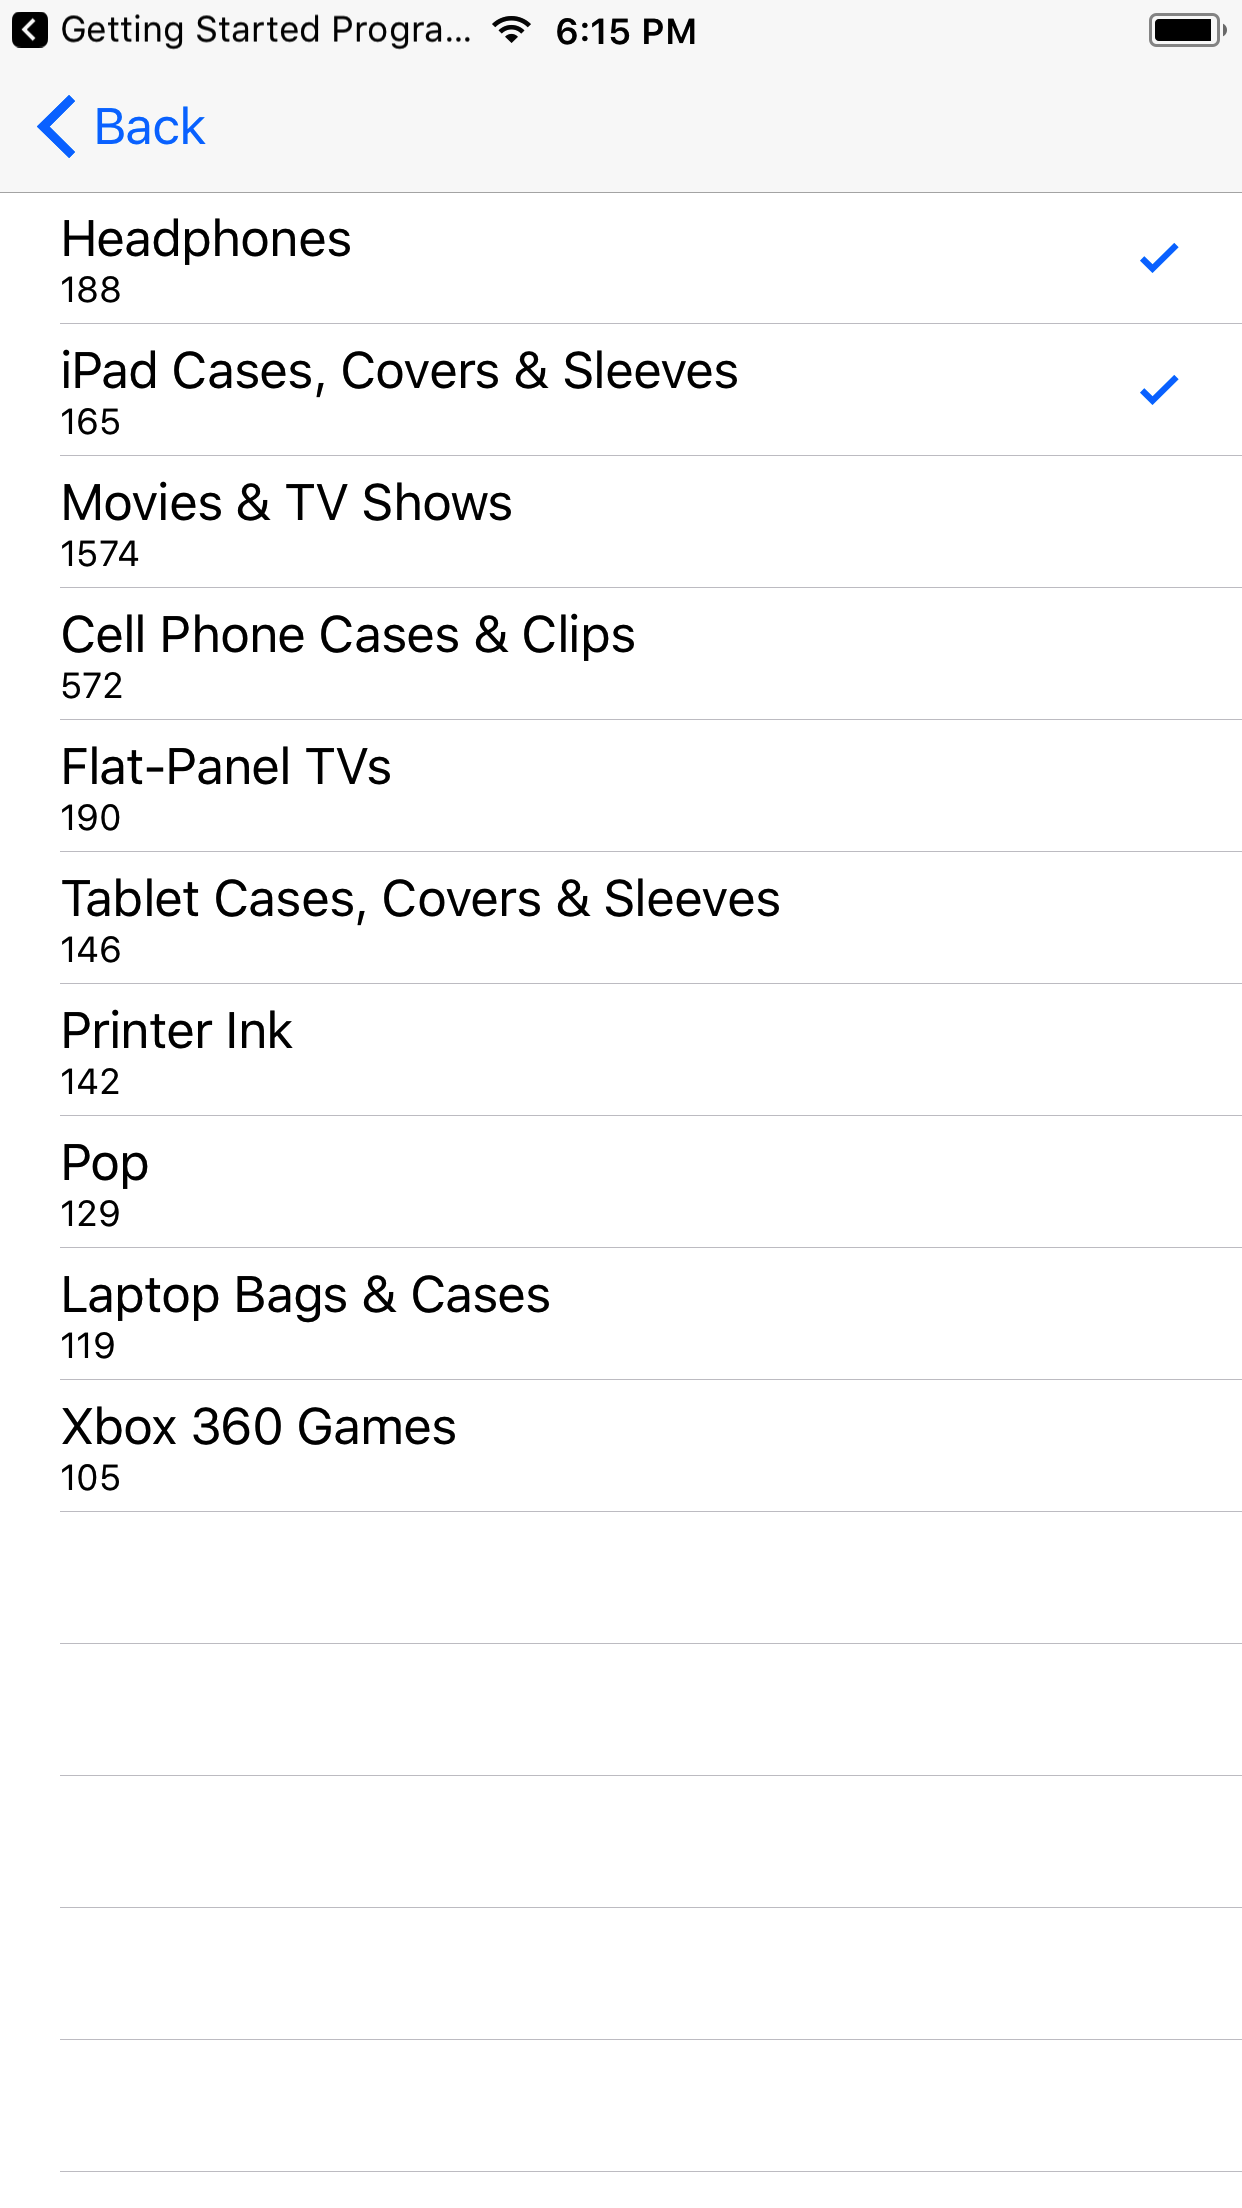 Getting Started Progra... 6:15 PM
Back
Headphones
188
iPad Cases, Covers & Sleeves
165
Movies & TV Shows
1574
Cell Phone Cases & Clips
572
Flat-Panel TVs
190
Tablet Cases, Covers & Sleeves
146
Printer Ink
142
Pop
129
Laptop Bags & Cases
119
Xbox 360 Games
105